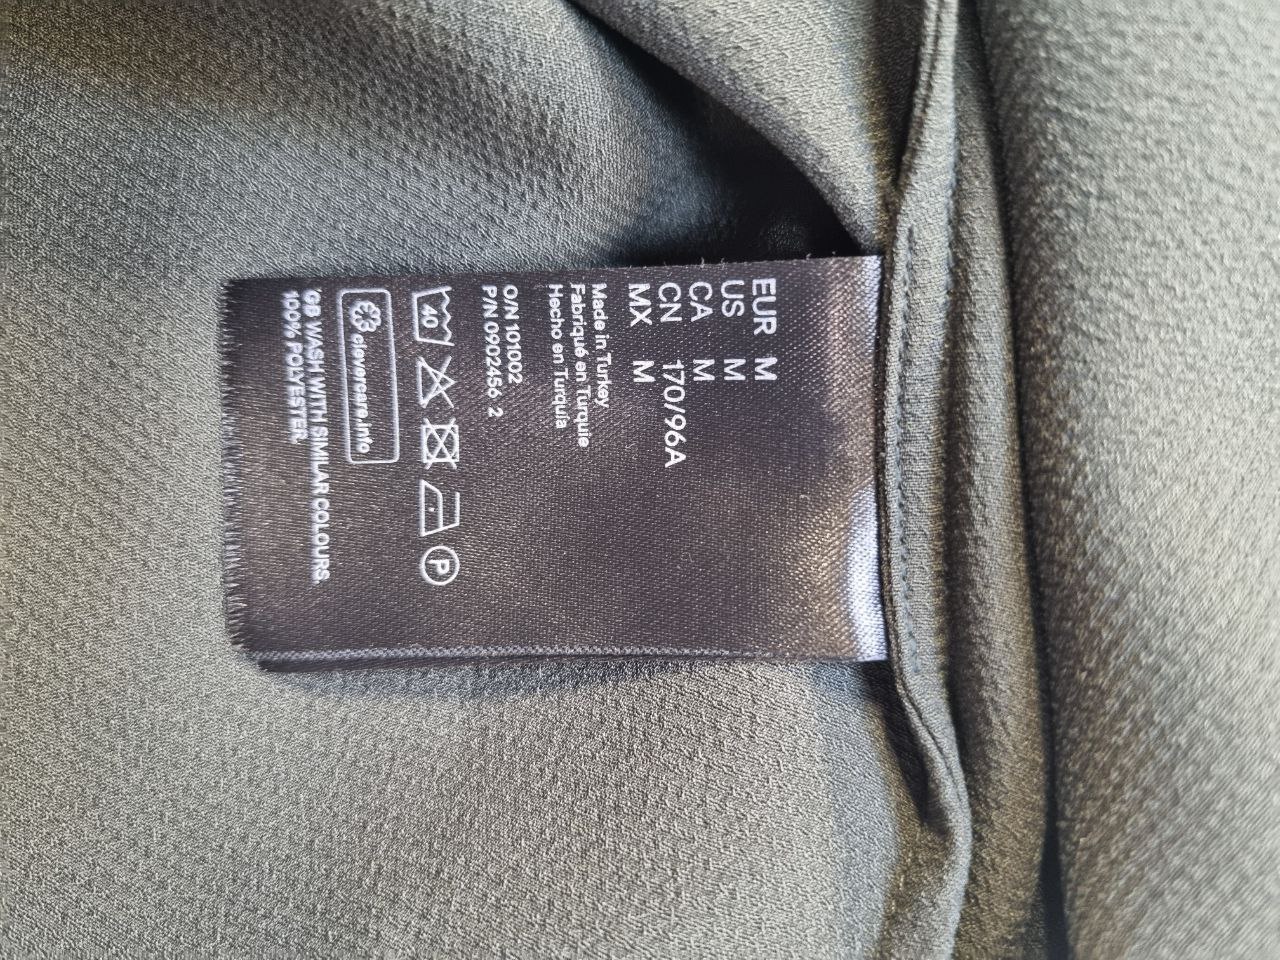 EUR M
US M
CA M
CN 170/96A
MX M
Made in Turkey
Fabriqué en Turquie
Hecho en Turquía
O/N 101002
P/N 0902456 2
40
P
clevercare.info
GB WASH WITH SIMILAR COLOURS.
100% POLYESTER.